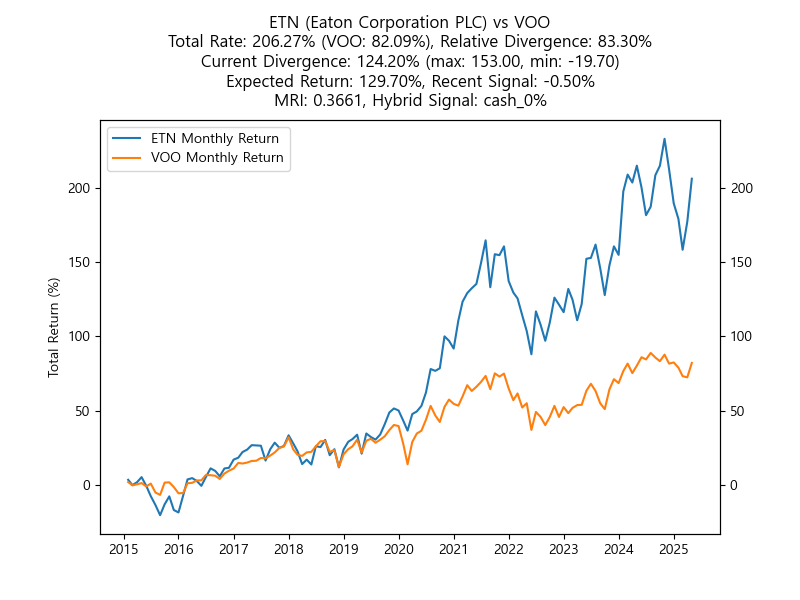 ETN (Eaton Corporation PLC) vs VOO
Total Rate: 206.27% (VOO: 82.09%), Relative Divergence: 83.30%
Current Divergence: 124.20% (max: 153.00, min: -19.70)
Expected Return: 129.70%, Recent Signal: -0.50%
MRI: 0.3661, Hybrid Signal: cash_0%
ETN Monthly Return
VOO Monthly Return
Total Return (%)
200
150
100
50
0
200
150
100
50
0
2015 2016 2017 2018 2019 2020 2021 2022 2023 2024 2025